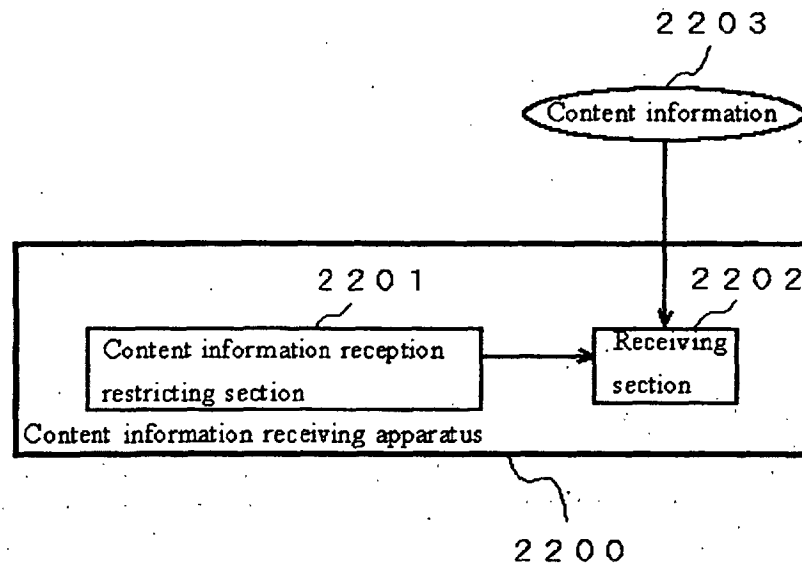 2203
Content information
2201
2202
Content information reception
restricting section
Receiving
section
Content information receiving apparatus
2200